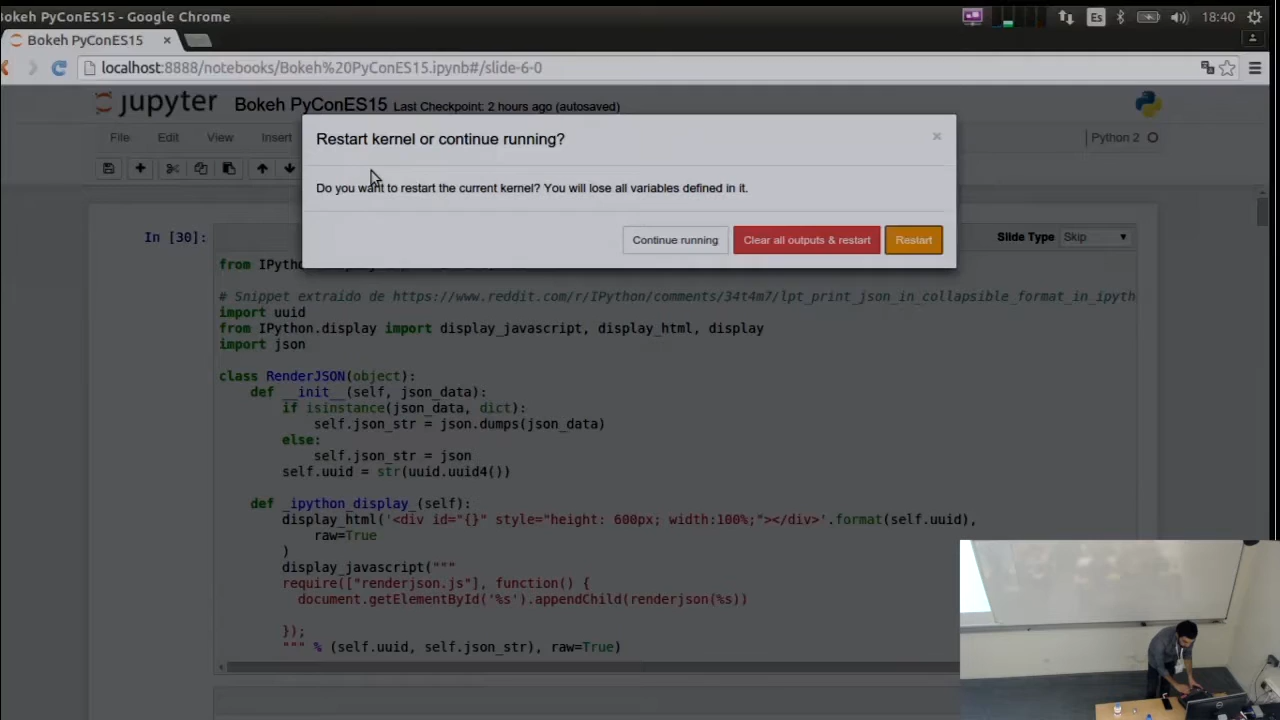 Bokeh PyConES15 - Google Chrome
Es
18:40
Bokeh PyConES15
×
localhost:8888/notebooks/Bokeh%20PyConES15.ipynb#/slide-6-0
jupyter
Bokeh PyConES15 Last Checkpoint: 2 hours ago (autosaved)
File
Edit
View
Insert
Python 2
Restart kernel or continue running?
×
Do you want to restart the current kernel? You will lose all variables defined in it.
Continue running
Clear all outputs & restart
Restart
In [30]:
Slide Type
Skip
from IPython
# Snippet extraido de https://www.reddit.com/r/IPython/comments/34t4m7/lpt_print_json_in_collapsible_format_in_ipyth
import uuid
from IPython.display import display_javascript, display_html, display
import json
class RenderJSON(object):
def __init__(self, json_data):
if isinstance(json_data, dict):
self.json_str = json.dumps(json_data)
else:
self.json_str = json
self.uuid = str(uuid.uuid4())
def _ipython_display_(self):
display_html('<div id="{}" style="height: 600px; width:100%;"></div>'.format(self.uuid),
raw=True
)
display_javascript("""
require(["renderjson.js"], function() {
document.getElementById('%s').appendChild(renderjson(%s))
});
""" % (self.uuid, self.json_str), raw=True)